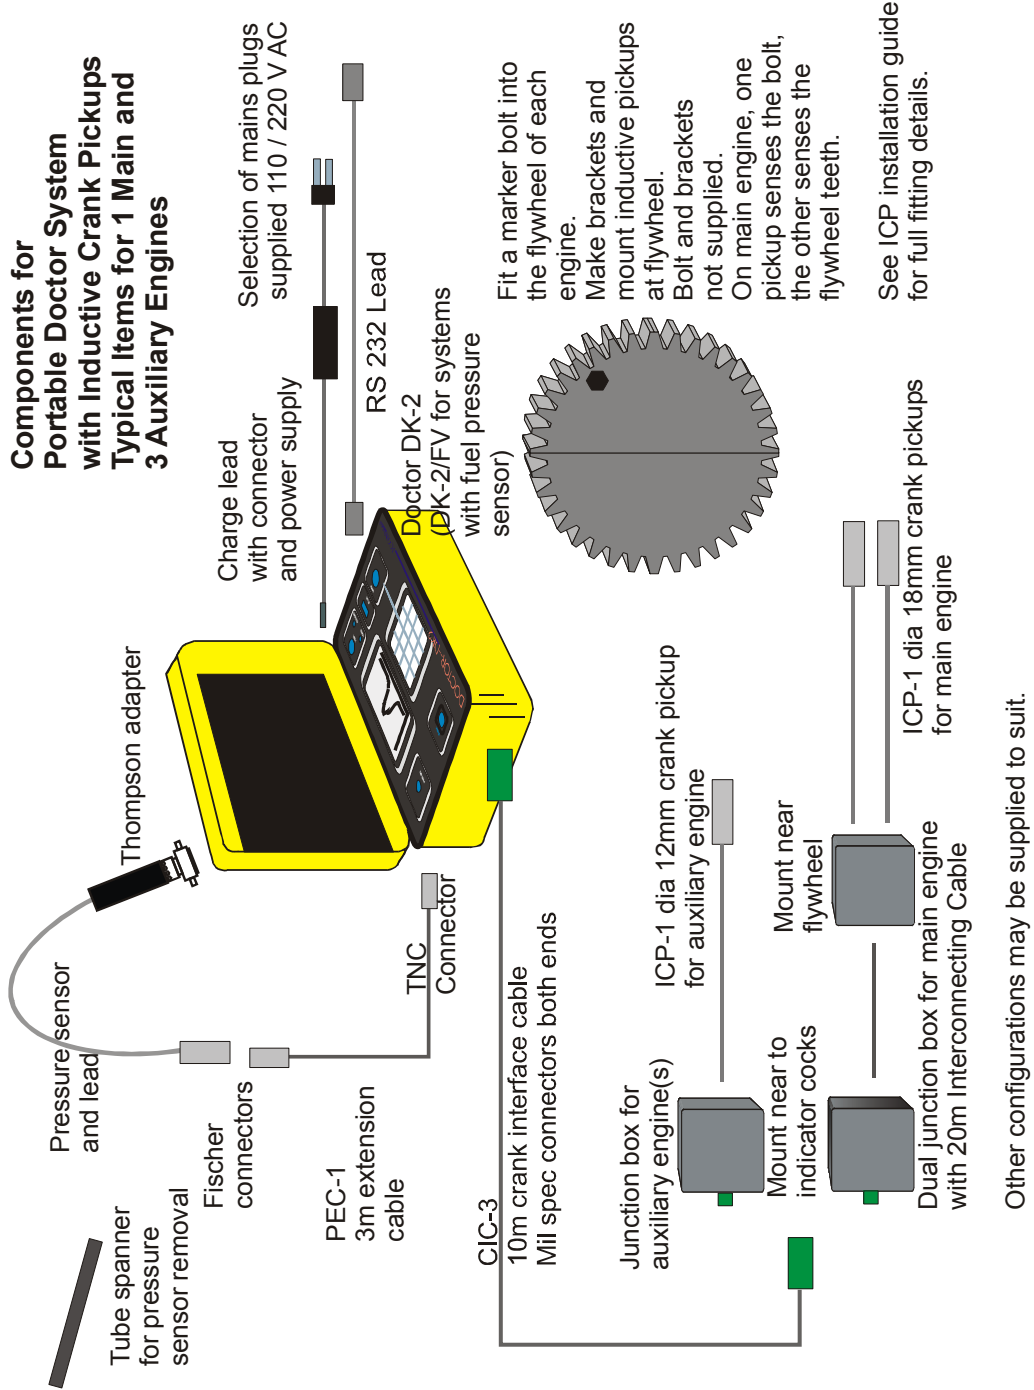 Components for
Portable Doctor System
with Inductive Crank Pickups
Typical Items for 1 Main and
3 Auxiliary Engines
Tube spanner
for pressure
sensor removal
Pressure sensor
and lead
Thompson adapter
Fischer
connectors
PEC-1
3m extension
cable
TNC
Connector
Charge lead
with connector
and power supply
Selection of mains plugs
supplied 110 / 220 V AC
RS 232 Lead
Doctor DK-2
(DK-2/FV for systems
with fuel pressure
sensor)
CIC-3
10m crank interface cable
Mil spec connectors both ends
Fit a marker bolt into
the flywheel of each
engine.
Make brackets and
mount inductive pickups
at flywheel.
Bolt and brackets
not supplied.
On main engine, one
pickup senses the bolt,
the other senses the
flywheel teeth.
See ICP installation guide
for full fitting details.
Junction box for
auxiliary engine(s)
ICP-1 dia 12mm crank pickup
for auxiliary engine
Mount near to
indicator cocks
Mount near
flywheel
ICP-1 dia 18mm crank pickups
for main engine
Dual junction box for main engine
with 20m Interconnecting Cable
Other configurations may be supplied to suit.